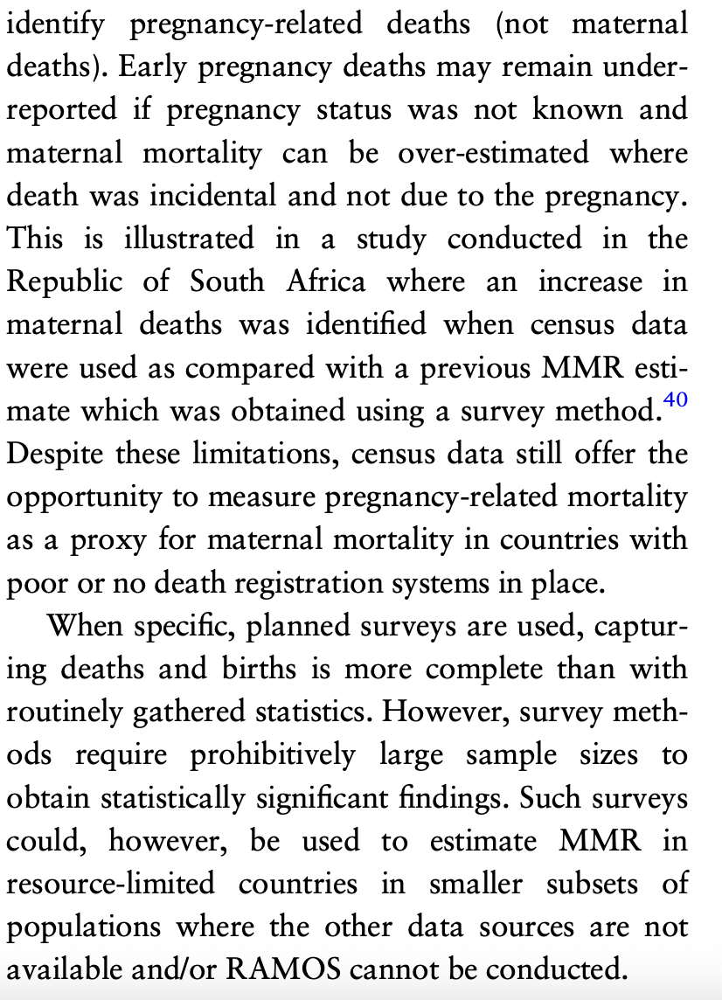 identify pregnancy-related deaths (not maternal
deaths). Early pregnancy deaths may remain under-
reported if pregnancy status was not known and
maternal mortality can be over-estimated where
death was incidental and not due to the pregnancy.
This is illustrated in a study conducted in the
Republic of South Africa where an increase in
maternal deaths was identified when census data
were used as compared with a previous MMR esti-
mate which was obtained using a survey method.40
Despite these limitations, census data still offer the
opportunity to measure pregnancy-related mortality
as a proxy for maternal mortality in countries with
poor or no death registration systems in place.
When specific, planned surveys are used, captur-
ing deaths and births is more complete than with
routinely gathered statistics. However, survey meth-
ods require prohibitively large sample sizes to
obtain statistically significant findings. Such surveys
could, however, be used to estimate MMR in
resource-limited countries in smaller subsets of
populations where the other data sources are not
available and/or RAMOS cannot be conducted.